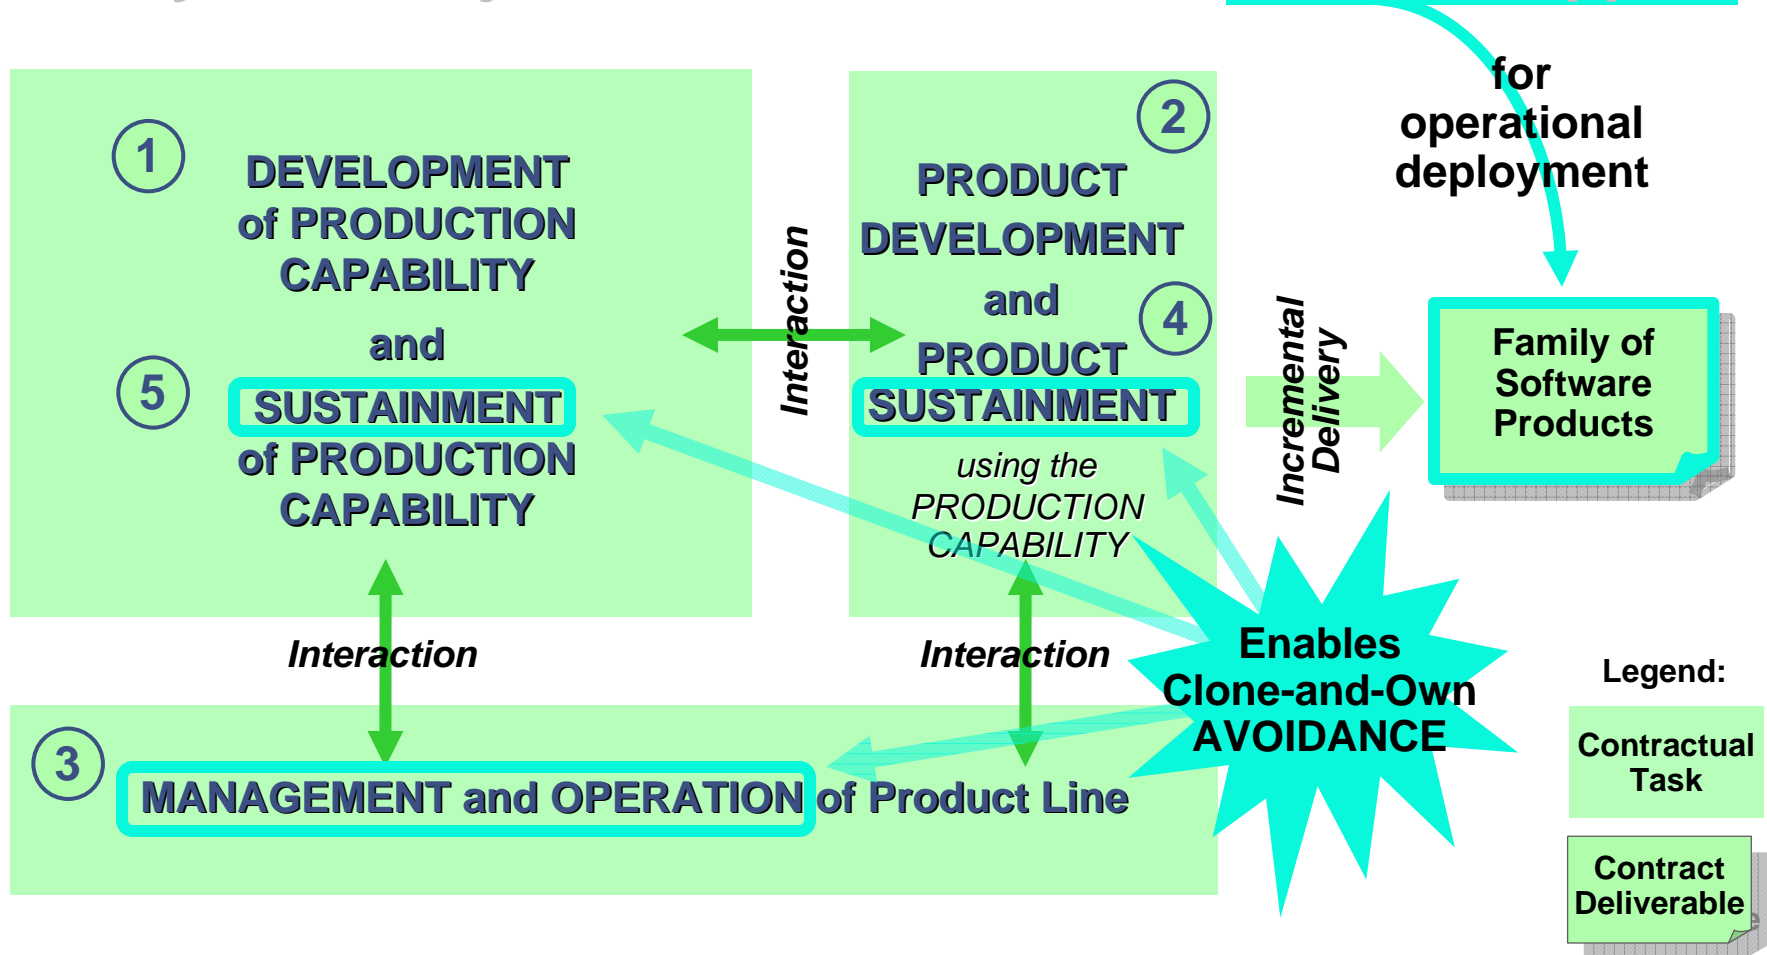 1
DEVELOPMENT
of PRODUCTION
CAPABILITY
and
5
SUSTAINMENT
of PRODUCTION
CAPABILITY
Interaction
2
PRODUCT
DEVELOPMENT
and
4
PRODUCT
SUSTAINMENT
using the
PRODUCTION
CAPABILITY
Incremental
Delivery
for
operational
deployment
Family of
Software
Products
Interaction
Interaction
Enables
Clone-and-Own
AVOIDANCE
3
MANAGEMENT and OPERATION of Product Line
Legend:
Contractual
Task
Contract
Deliverable